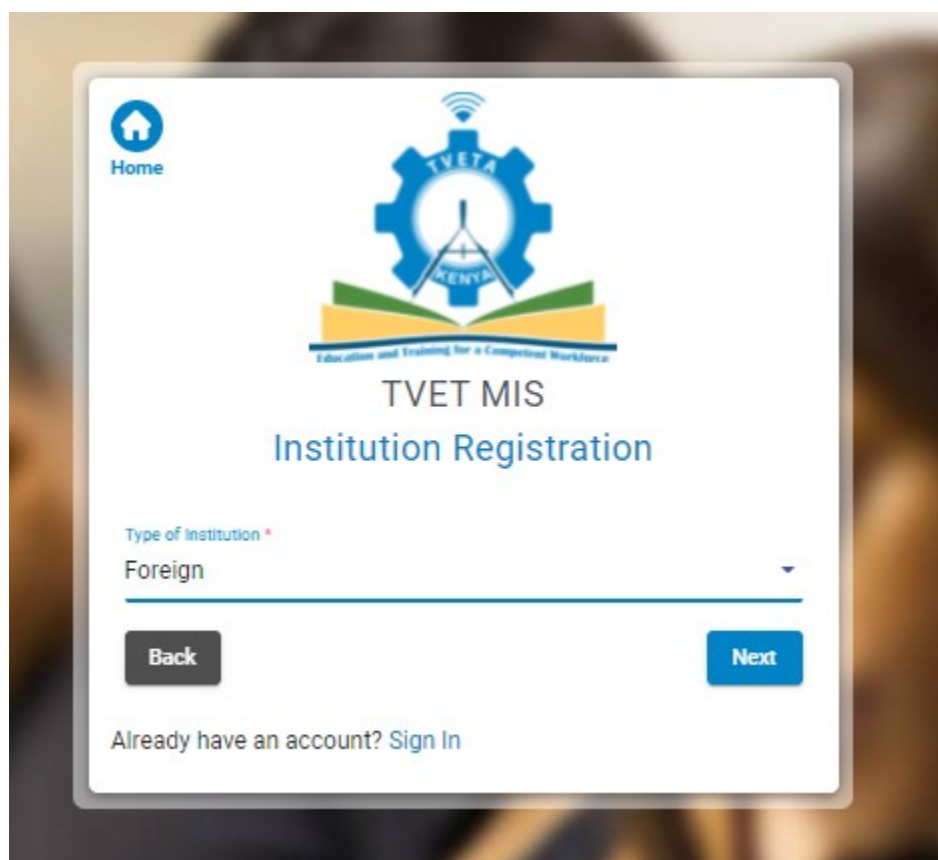 Home
TVETA
KENYA
Education and Training for a Competent Workforce
TVET MIS
Institution Registration
Type of Institution *
Foreign
Back
Next
Already have an account? Sign In